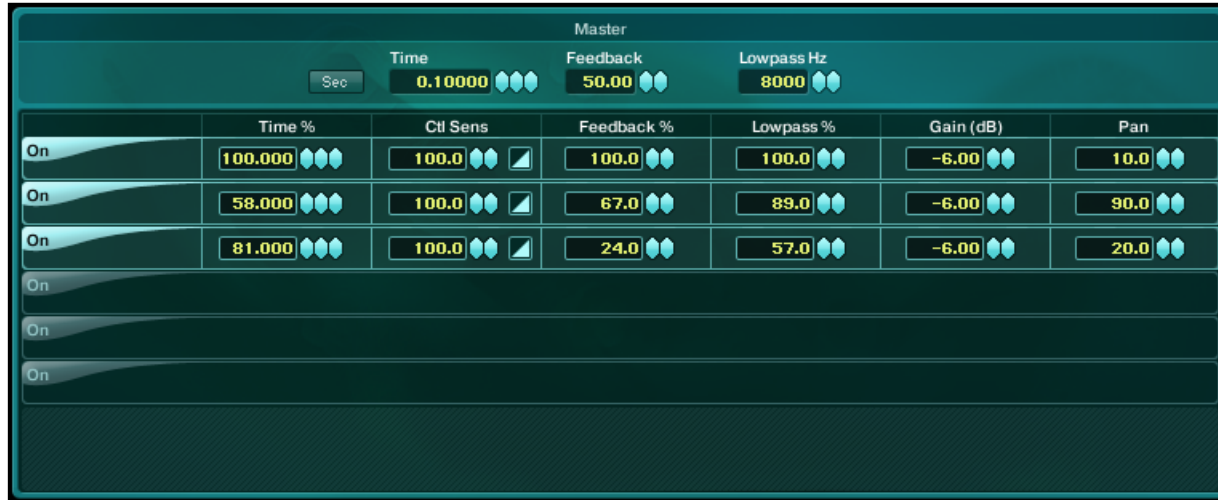 Master
Time Feedback Lowpass Hz
Sec 0.10000 50.00 8000
Time % Ctl Sens Feedback % Lowpass % Gain (dB) Pan
On 100.000 100.0 100.0 100.0 -6.00 10.0
On 58.000 100.0 67.0 89.0 -6.00 90.0
On 81.000 100.0 24.0 57.0 -6.00 20.0
On
On
On